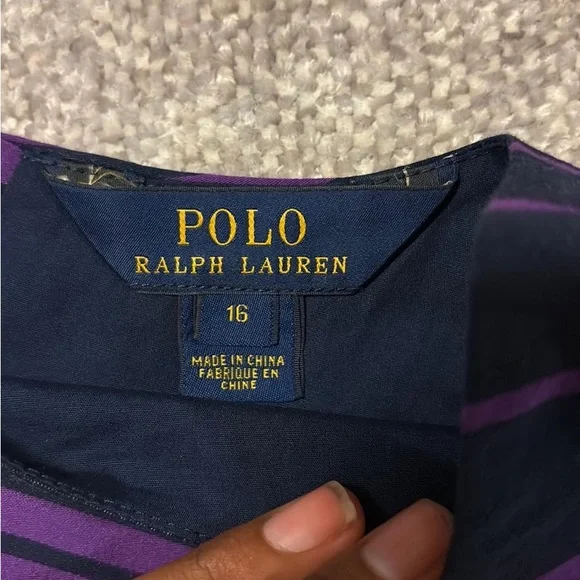 POLO
RALPH LAUREN
16
MADE IN CHINA
FABRIQUE EN
CHINE